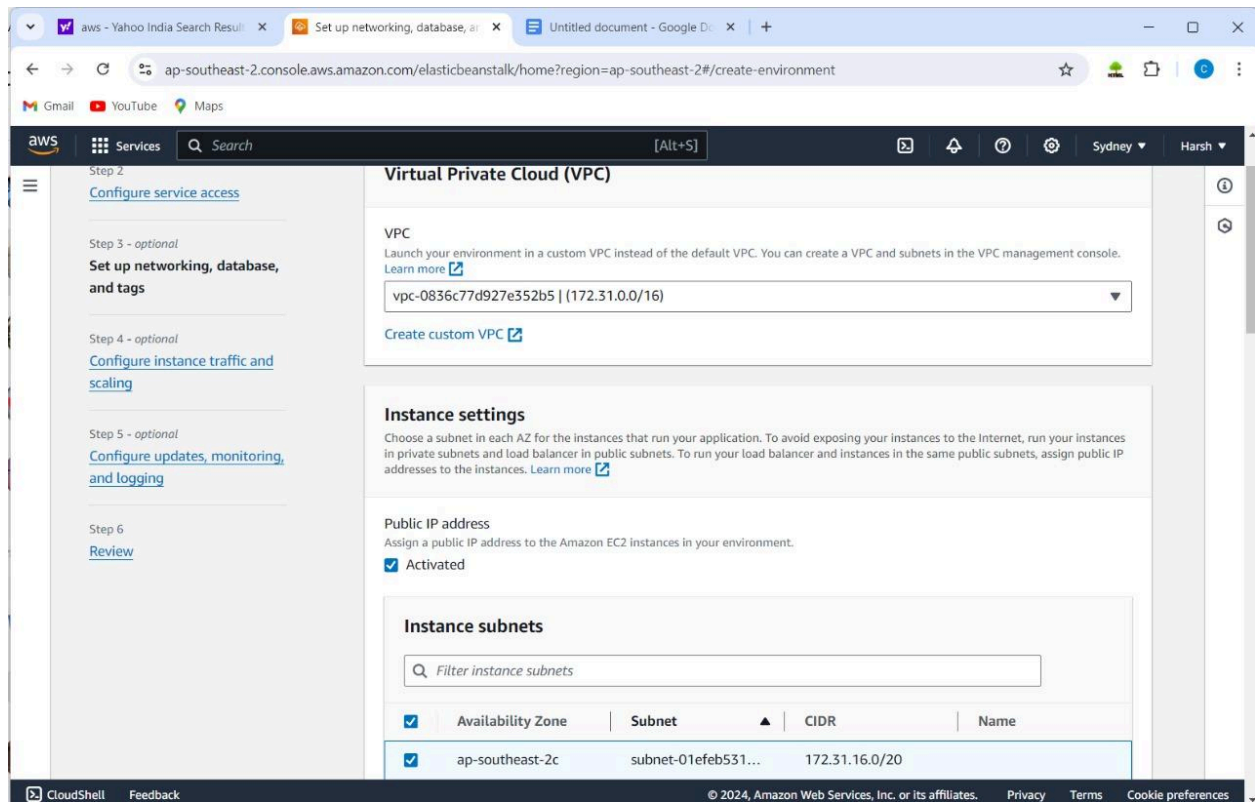 aws - Yahoo India Search Resul
Set up networking, database, ar
Untitled document - Google Do
ap-southeast-2.console.aws.amazon.com/elasticbeanstalk/home?region=ap-southeast-2#/create-environment
C
Gmail YouTube Maps
aws Services Search [Alt+S] Sydney Harsh
Step 2
Configure service access
Step 3 - optional
Set up networking, database,
and tags
Step 4 - optional
Configure instance traffic and
scaling
Step 5 - optional
Configure updates, monitoring,
and logging
Step 6
Review
Virtual Private Cloud (VPC)
VPC
Launch your environment in a custom VPC instead of the default VPC. You can create a VPC and subnets in the VPC management console.
Learn more
vpc-0836c77d927e352b5 | (172.31.0.0/16)
Create custom VPC
Instance settings
Choose a subnet in each AZ for the instances that run your application. To avoid exposing your instances to the Internet, run your instances
in private subnets and load balancer in public subnets. To run your load balancer and instances in the same public subnets, assign public IP
addresses to the instances. Learn more
Public IP address
Assign a public IP address to the Amazon EC2 instances in your environment.
Activated
Instance subnets
Filter instance subnets
Availability Zone Subnet CIDR Name
ap-southeast-2c subnet-01efeb531... 172.31.16.0/20
CloudShell Feedback © 2024, Amazon Web Services, Inc. or its affiliates. Privacy Terms Cookie preferences